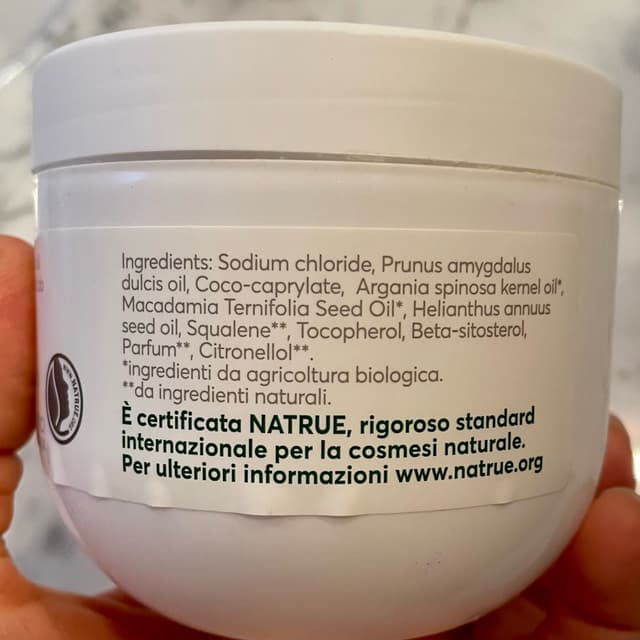 Ingredients: Sodium chloride, Prunus amygdalus
dulcis oil, Coco-caprylate, Argania spinosa kernel oil*,
Macadamia Ternifolia Seed Oil*, Helianthus annuus
seed oil, Squalene**, Tocopherol, Beta-sitosterol,
Parfum**, Citronellol**.
*ingredienti da agricoltura biologica.
**da ingredienti naturali.
È certificata NATRUE, rigoroso standard
internazionale per la cosmesi naturale.
Per ulteriori informazioni www.natrue.org